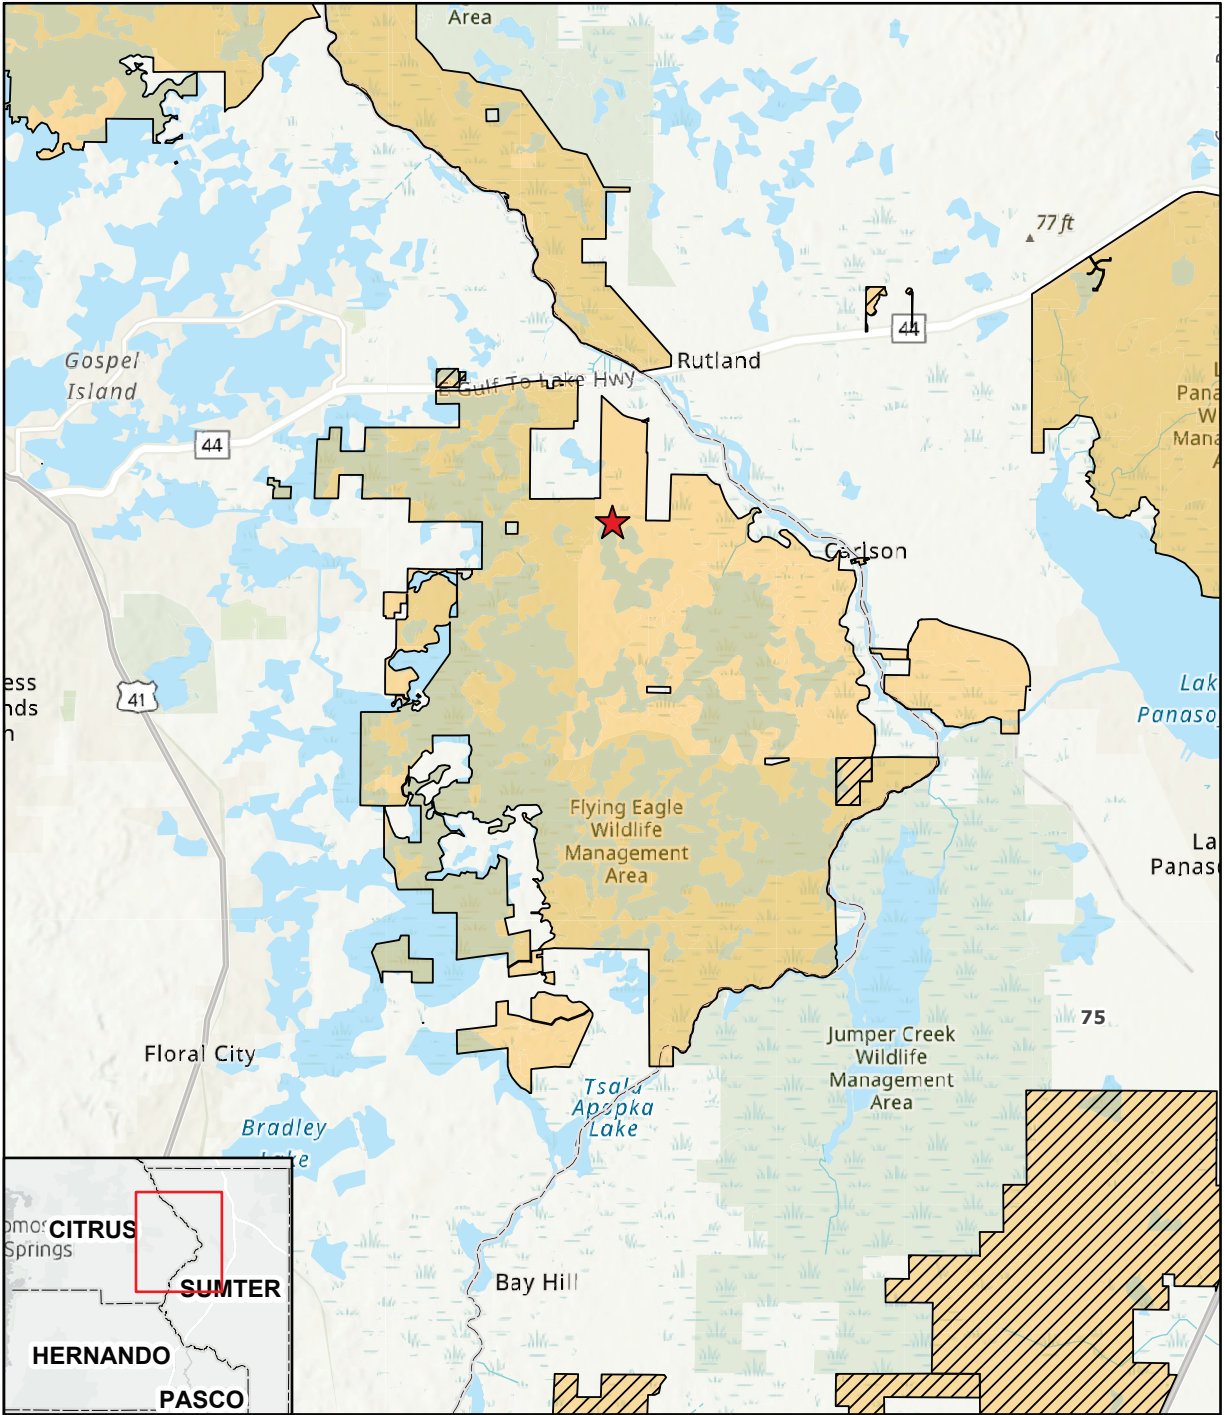 Area
77 ft
44
Rutland
Gospel
Island
E Gulf To Lake Hwy
44
Carlson
41
Flying Eagle
Wildlife
Management
Area
75
Jumper Creek
Wildlife
Management
Area
Floral City
Tsala
Apopka
Lake
Bradley
Lake
Bay Hill
CITRUS
Springs
SUMTER
HERNANDO
PASCO